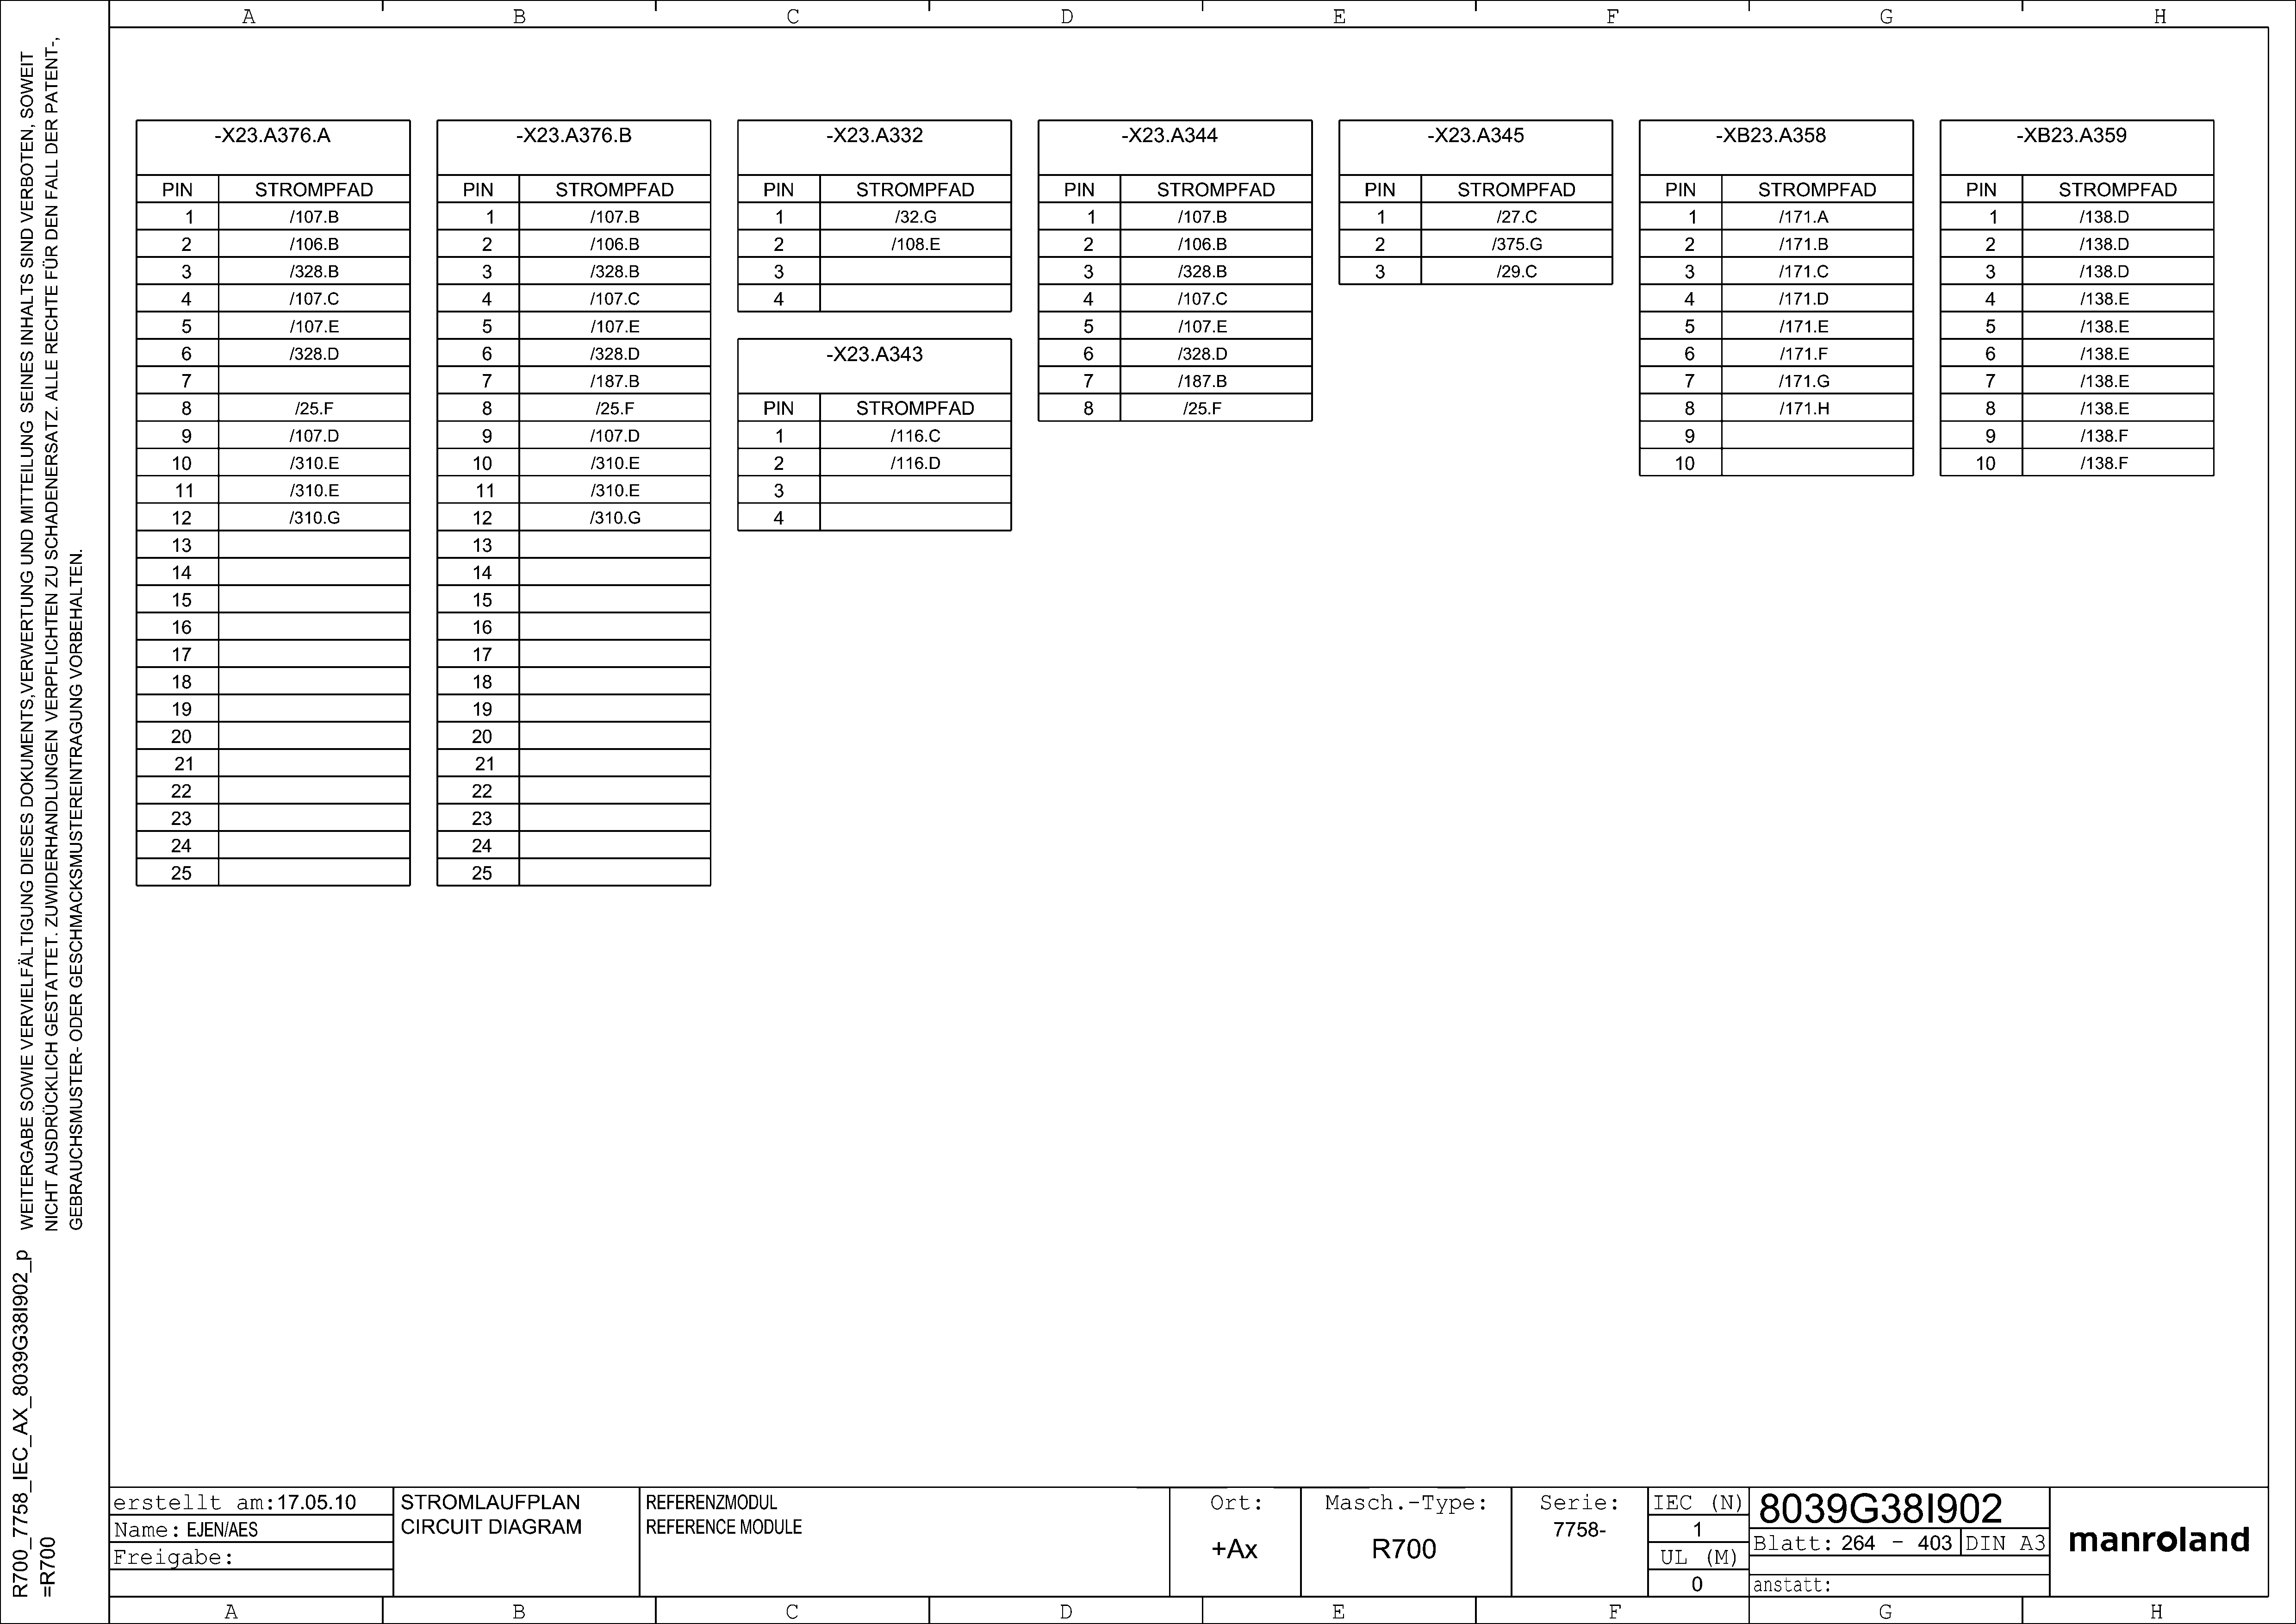 A B C D E F G H
-X23.A376.A
PIN STROMPFAD
1 /107.B
2 /106.B
3 /328.B
4 /107.C
5 /107.E
6 /328.D
7
8 /25.F
9 /107.D
10 /310.E
11 /310.E
12 /310.G
13
14
15
16
17
18
19
20
21
22
23
24
25
-X23.A376.B
PIN STROMPFAD
1 /107.B
2 /106.B
3 /328.B
4 /107.C
5 /107.E
6 /328.D
7 /187.B
8 /25.F
9 /107.D
10 /310.E
11 /310.E
12 /310.G
13
14
15
16
17
18
19
20
21
22
23
24
25
-X23.A332
PIN STROMPFAD
1 /32.G
2 /108.E
3
4
-X23.A343
PIN STROMPFAD
1 /116.C
2 /116.D
3
4
-X23.A344
PIN STROMPFAD
1 /107.B
2 /106.B
3 /328.B
4 /107.C
5 /107.E
6 /328.D
7 /187.B
8 /25.F
-X23.A345
PIN STROMPFAD
1 /27.C
2 /375.G
3 /29.C
-XB23.A358
PIN STROMPFAD
1 /171.A
2 /171.B
3 /171.C
4 /171.D
5 /171.E
6 /171.F
7 /171.G
8 /171.H
9
10
-XB23.A359
PIN STROMPFAD
1 /138.D
2 /138.D
3 /138.D
4 /138.E
5 /138.E
6 /138.E
7 /138.E
8 /138.E
9 /138.F
10 /138.F
WEITERGABE SOWIE VERVIELFÄLTIGUNG DIESES DOKUMENTS,VERWERTUNG UND MITTEILUNG SEINES INHALTS SIND VERBOTEN, SOWEIT
NICHT AUSDRÜCKLICH GESTATTET. ZUWIDERHANDLUNGEN VERPFLICHTEN ZU SCHADENERSATZ. ALLE RECHTE FÜR DEN FALL DER PATENT-,
GEBRAUCHSMUSTER- ODER GESCHMACKSMUSTEREINTRAGUNG VORBEHALTEN.
R700_7758_IEC_AX_8039G38I902_p
=R700
erstellt am:17.05.10
Name: EJEN/AES
Freigabe:
STROMLAUFPLAN
CIRCUIT DIAGRAM
REFERENZMODUL
REFERENCE MODULE
Ort:
+Ax
Masch.-Type:
R700
Serie:
7758-
IEC (N)
1
UL (M)
0
8039G38I902
Blatt: 264 - 403 DIN A3
anstatt:
manroland
A B C D E F G H